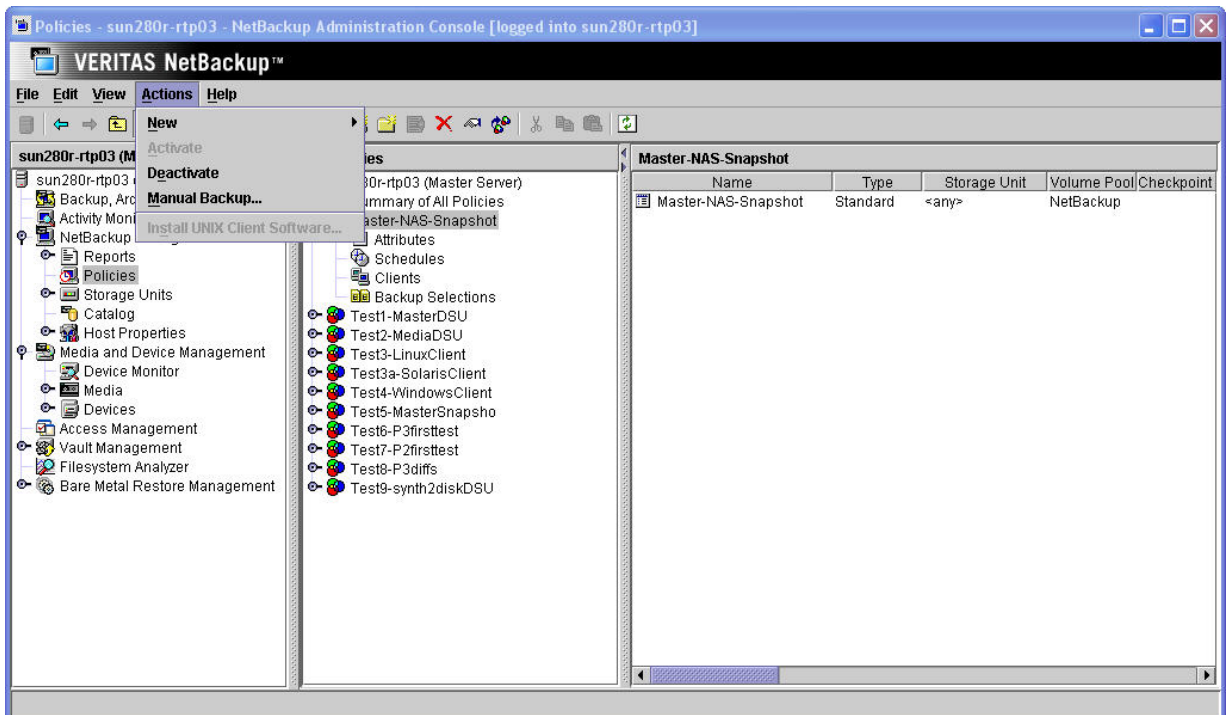 Policies - sun280r-rtp03 - NetBackup Administration Console [logged into sun280r-rtp03]
VERITAS NetBackup™
File Edit View Actions Help
New
Activate
Deactivate
Manual Backup...
Install UNIX Client Software...
sun280r-rtp03 (M
sun280r-rtp03
Backup, Arc
Activity Moni
NetBackup
Reports
Policies
Storage Units
Catalog
Host Properties
Media and Device Management
Device Monitor
Media
Devices
Access Management
Vault Management
Filesystem Analyzer
Bare Metal Restore Management
ies
80r-rtp03 (Master Server)
ummary of All Policies
aster-NAS-Snapshot
Attributes
Schedules
Clients
Backup Selections
Test1-MasterDSU
Test2-MediaDSU
Test3-LinuxClient
Test3a-SolarisClient
Test4-WindowsClient
Test5-MasterSnapsho
Test6-P3firsttest
Test7-P2firsttest
Test8-P3diffs
Test9-synth2diskDSU
Master-NAS-Snapshot
Name Type Storage Unit Volume Pool Checkpoint
Master-NAS-Snapshot Standard <any> NetBackup